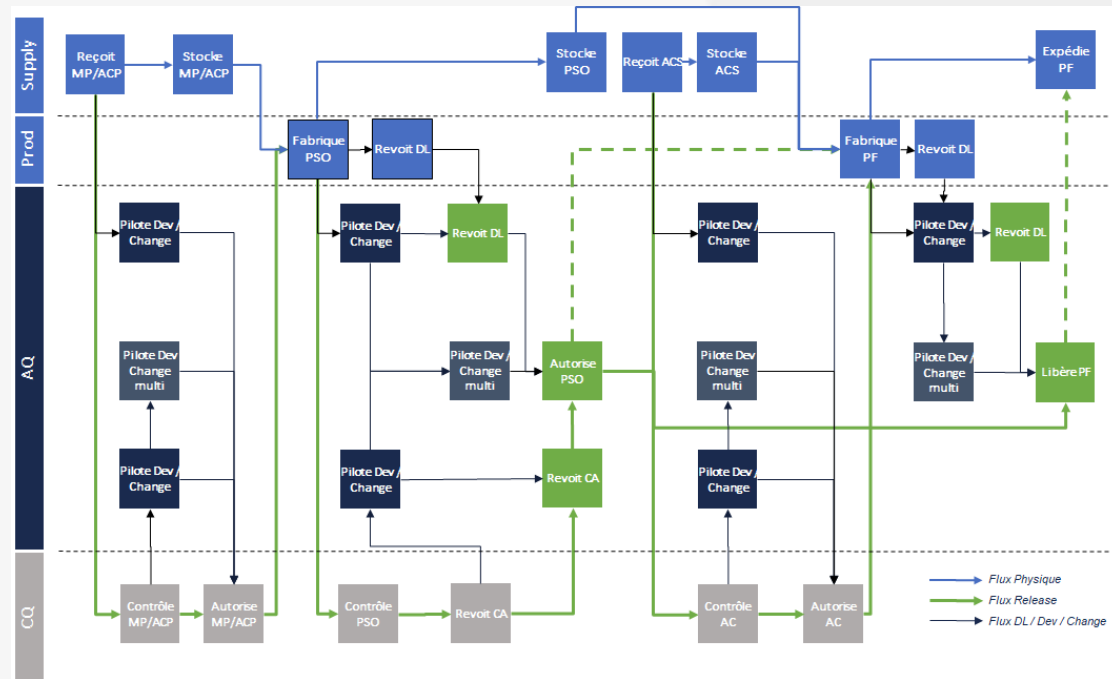 Supply
Reçoit
MP/ACP
Stocke
MP/ACP
Stocke
PSO
Reçoit ACS
Stocke
ACS
Expédie
PF
Prod
Fabrique
PSO
Revoit DL
Fabrique
PF
Revoit DL
AQ
Pilote Dev /
Change
Pilote Dev /
Change
Revoit DL
Pilote Dev /
Change
Pilote Dev /
Change
Revoit DL
Pilote Dev
Change
multi
Pilote Dev /
Change
multi
Autorise
PSO
Pilote Dev /
Change
multi
Pilote Dev /
Change
multi
Libère PF
Pilote Dev /
Change
Pilote Dev /
Change
Revoit CA
Pilote Dev /
Change
CQ
Contrôle
MP/ACP
Autorise
MP/ACP
Contrôle
PSO
Revoit CA
Contrôle
AC
Autorise
AC
Flux Physique
Flux Release
Flux DL / Dev / Change